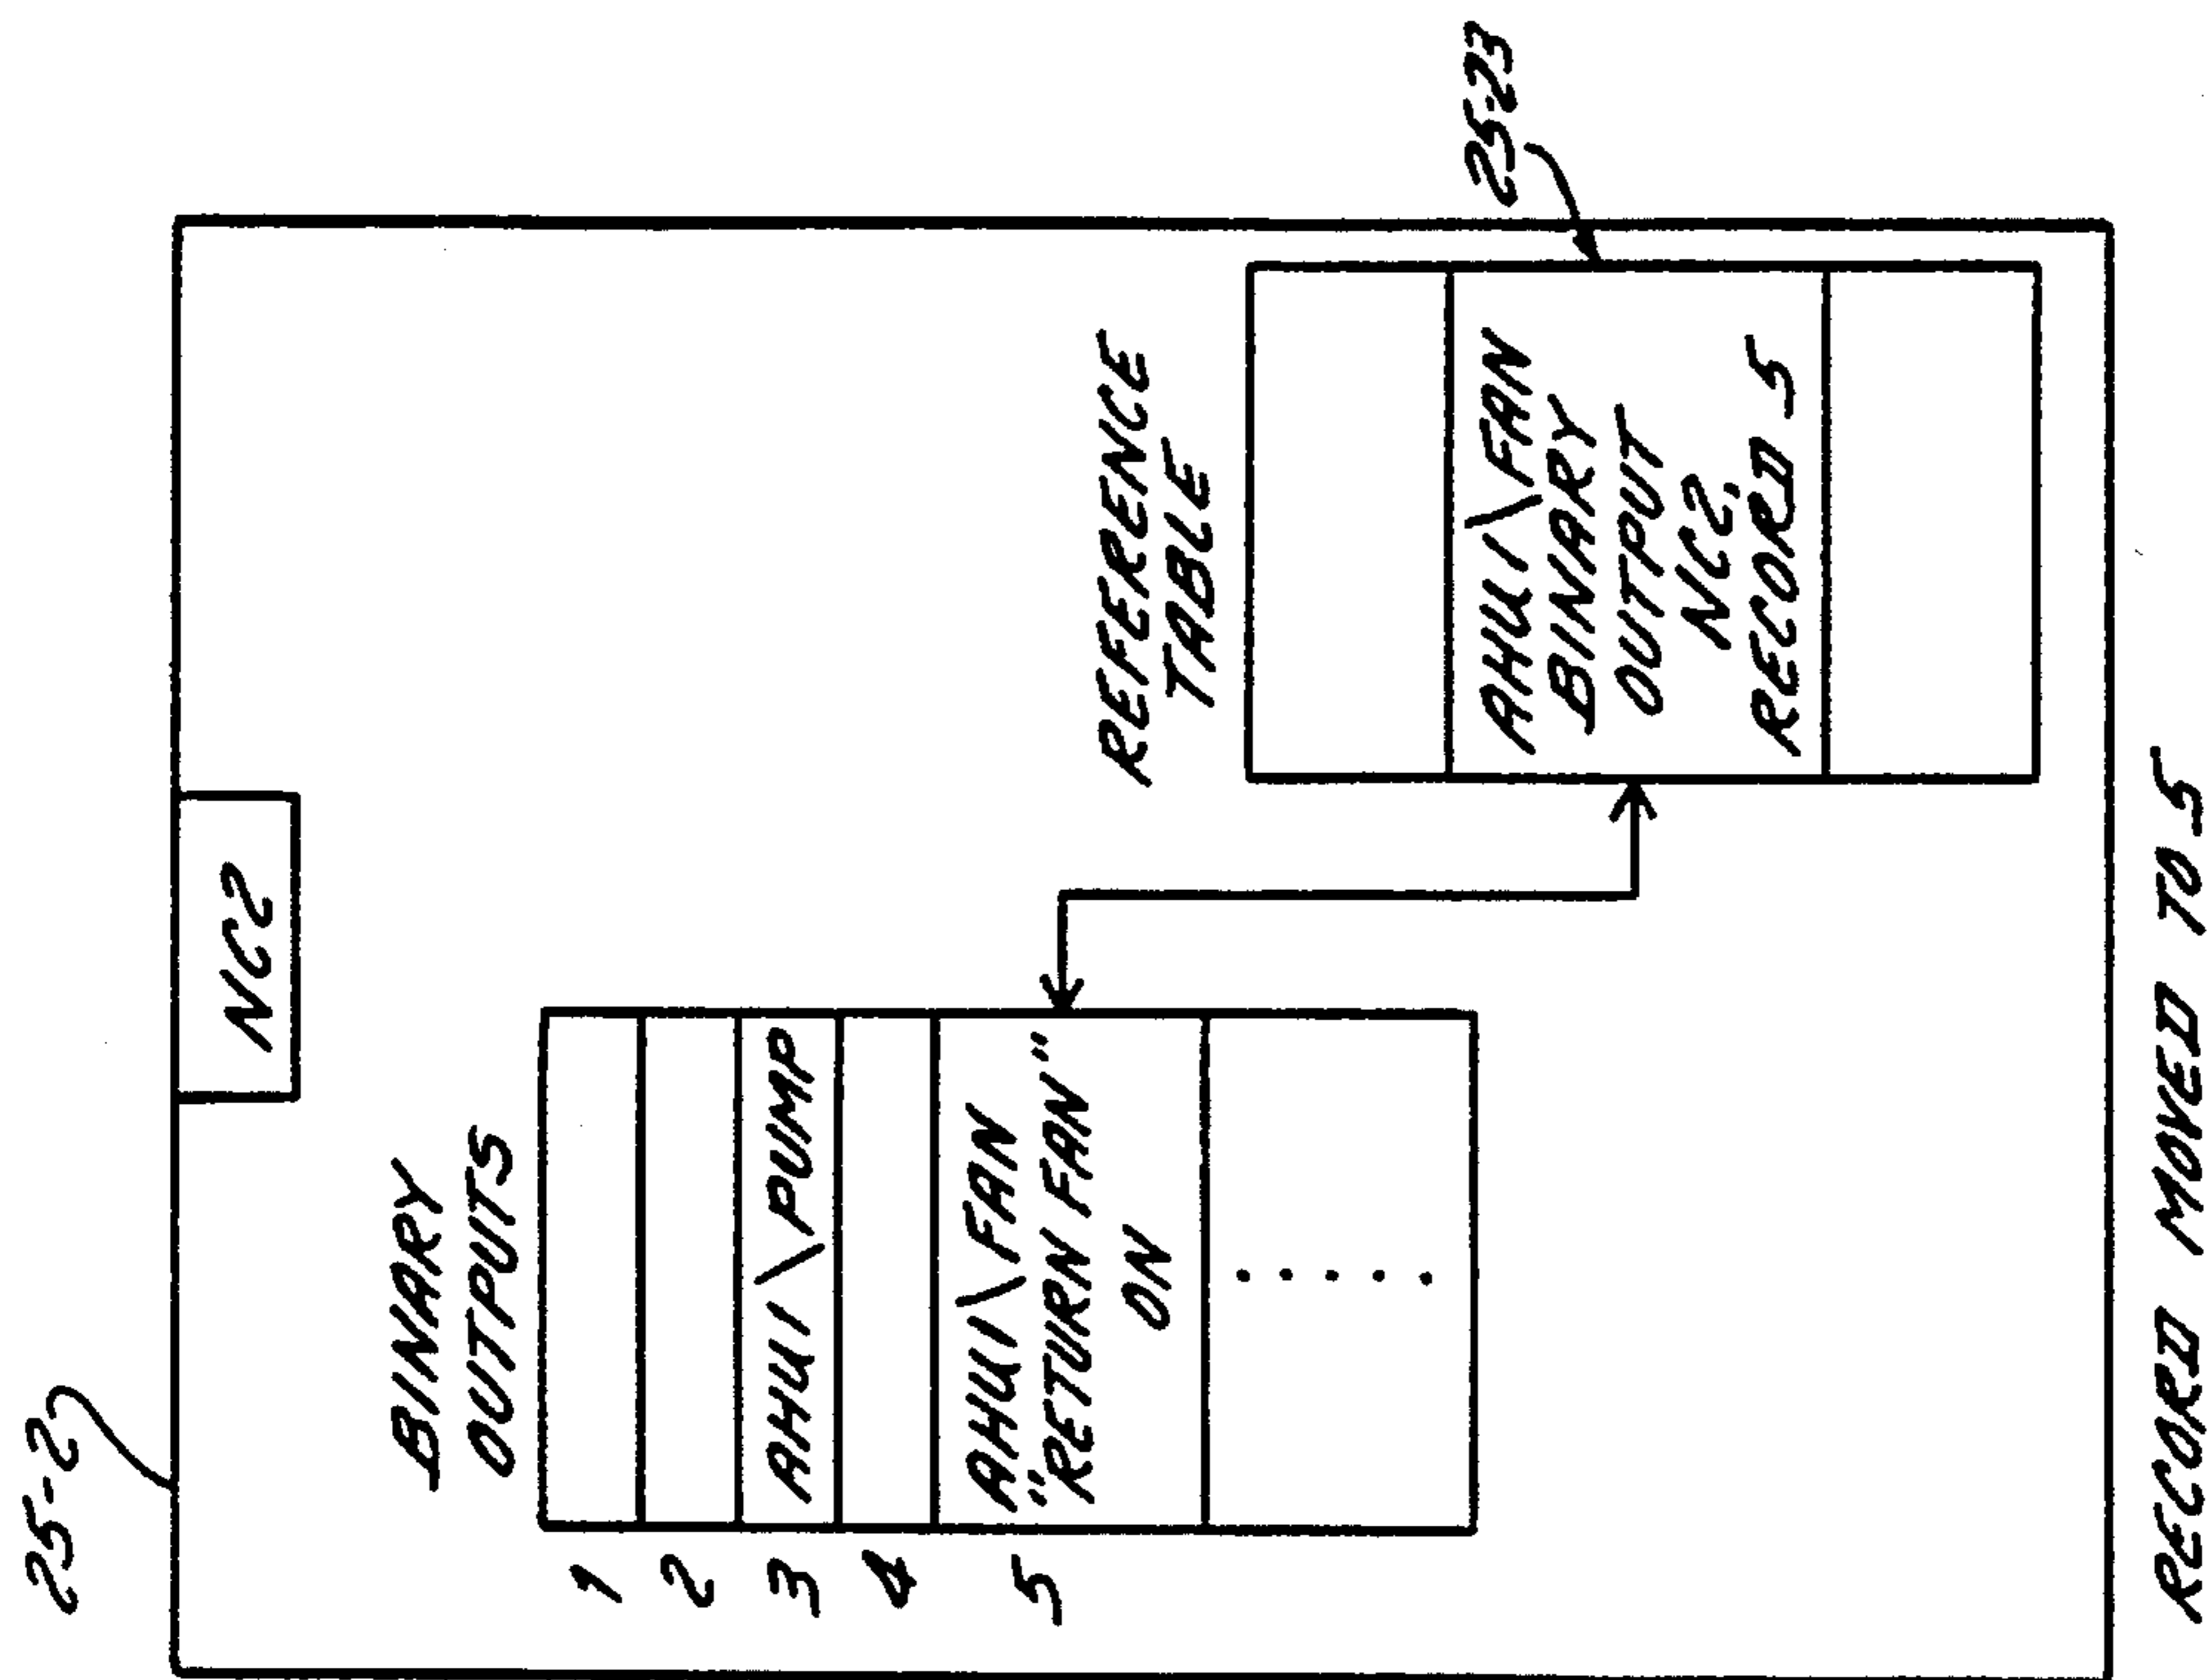 25-2
NC2
BINARY
OUTPUTS
1
2
3 AHU1\PUMP
4
5 AHU1\FAN
"RETURN FAN"
ON
.....
REFERENCE
TABLE
AHU1\FAN
BINARY
OUTPUT
NC2,
RECORD 5
25-23
RECORD MOVED TO 5